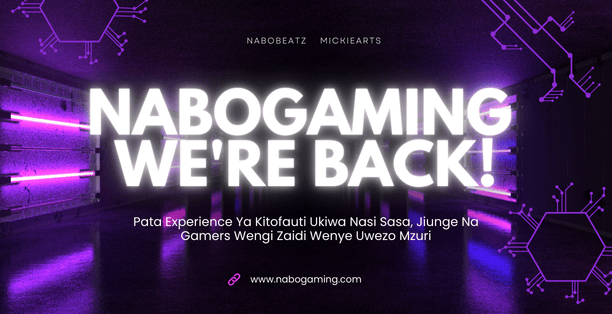 NABOBEATZ MICKIEARTS
NABOGAMING
WE'RE BACK!
Pata Experience Ya Kitofauti Ukiwa Nasi Sasa, Jiunge Na
Gamers Wengi Zaidi Wenye Uwezo Mzuri
www.nabogaming.com